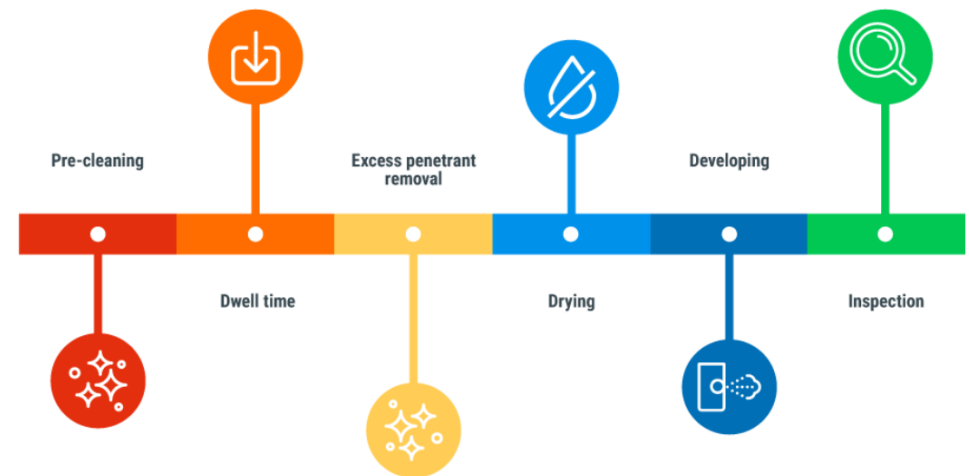 Pre-cleaning
Dwell time
Excess penetrant
removal
Drying
Developing
Inspection